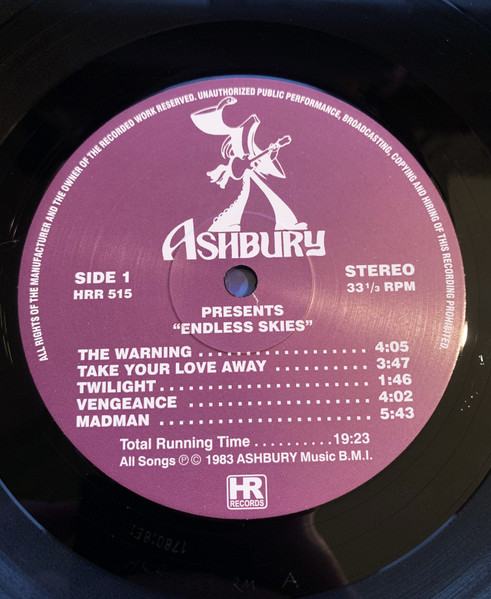 ALL RIGHTS OF THE MANUFACTURER AND THE OWNER OF THE RECORDED WORK RESERVED. UNAUTHORIZED PUBLIC PERFORMANCE, BROADCASTING, COPYING AND HIRING OF THIS RECORDING PROHIBITED.
ASHBURY
SIDE 1
HRR 515
STEREO
33 1/3 RPM
PRESENTS
"ENDLESS SKIES"
THE WARNING .................... 4:05
TAKE YOUR LOVE AWAY .......... 3:47
TWILIGHT ......................... 1:46
VENGEANCE ...................... 4:02
MADMAN ......................... 5:43
Total Running Time ..........19:23
All Songs ℗ © 1983 ASHBURY Music B.M.I.
HR
RECORDS